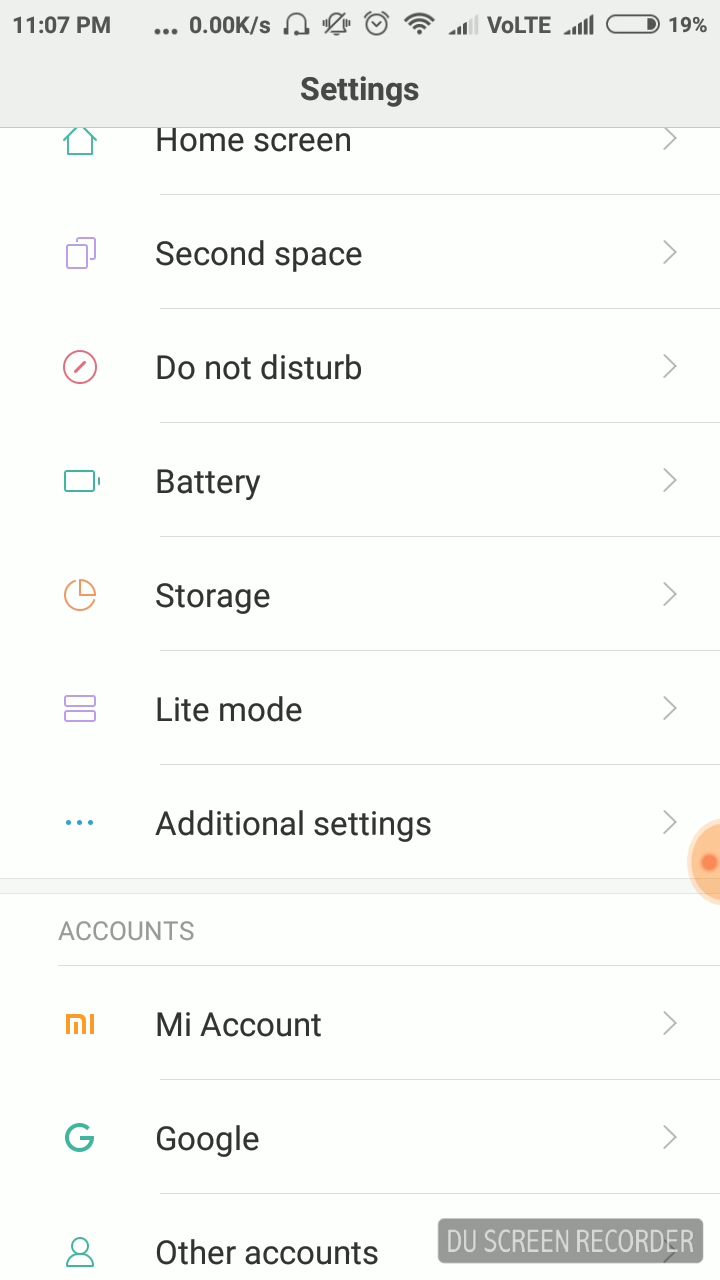 11:07 PM ... 0.00K/s VoLTE 19%
Settings
Home screen
Second space
Do not disturb
Battery
Storage
Lite mode
Additional settings
ACCOUNTS
Mi Account
Google
Other accounts
DU SCREEN RECORDER